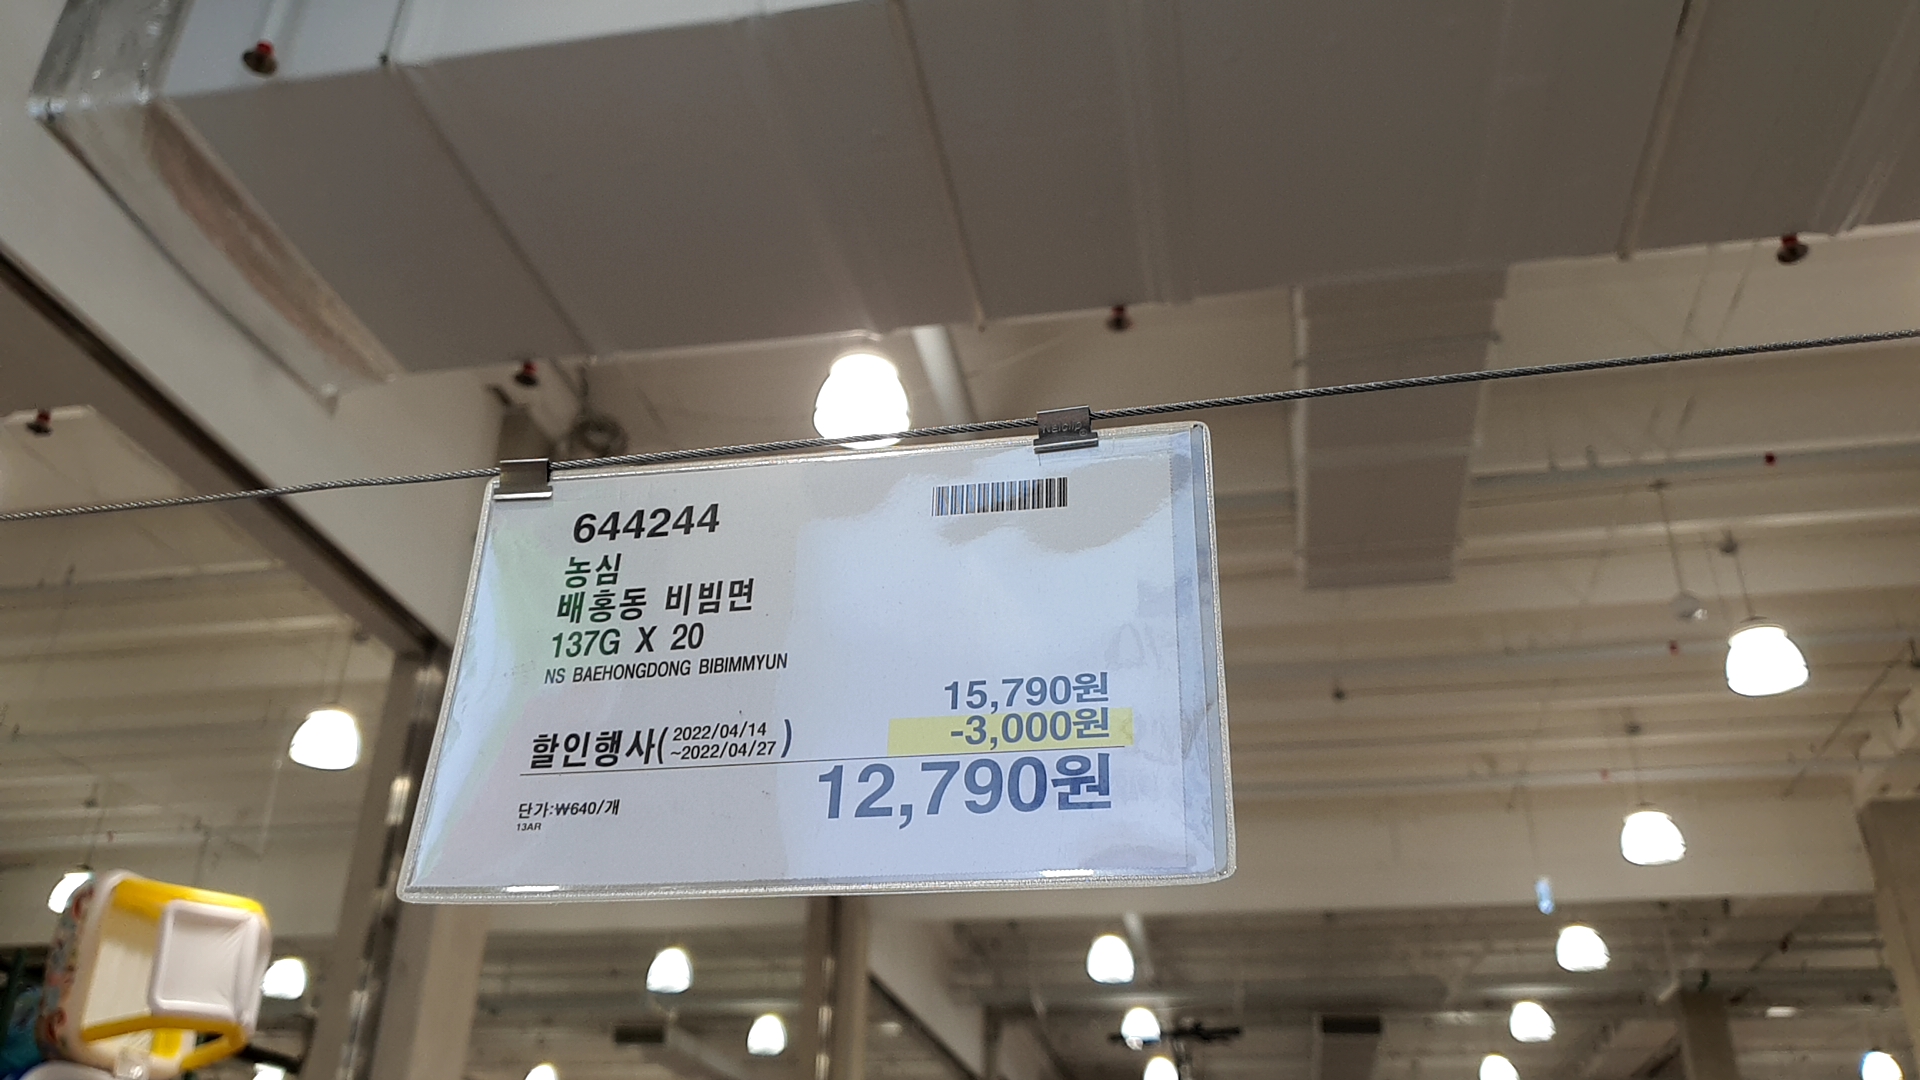 644244
농심
배홍동 비빔면
137G X 20
NS BAEHONGDONG BIBIMMYUN
15,790원
-3,000원
할인행사( 2022/04/14
~2022/04/27 )
12,790원
단가:₩640/개
13AR